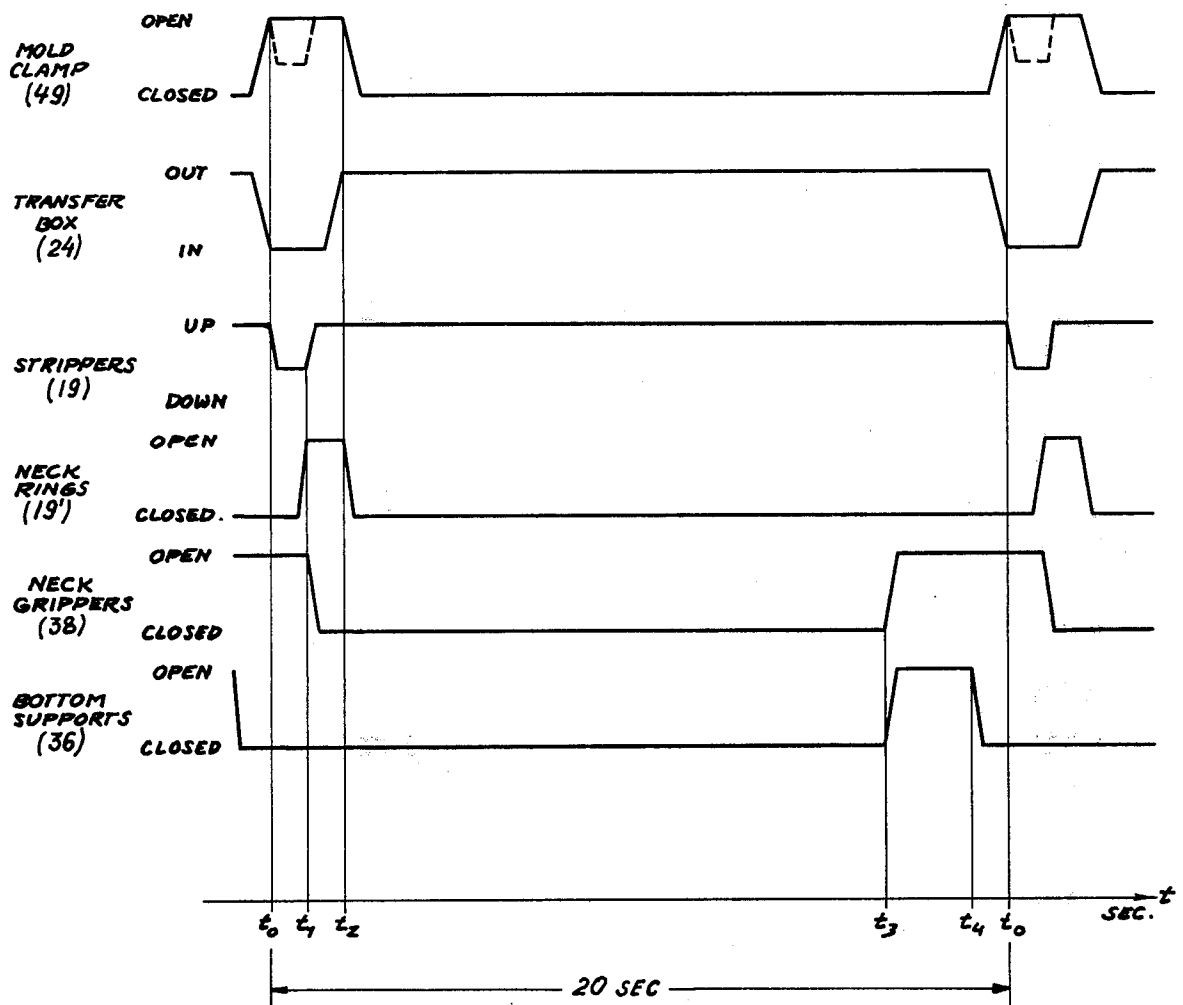 MOLD
CLAMP
(49)
OPEN
CLOSED
TRANSFER
BOX
(24)
OUT
IN
STRIPPERS
(19)
UP
DOWN
NECK
RINGS
(19')
OPEN
CLOSED.
NECK
GRIPPERS
(38)
OPEN
CLOSED
BOTTOM
SUPPORTS
(36)
OPEN
CLOSED
t
SEC.
t0 t1 t2 t3 t4 t0
20 SEC